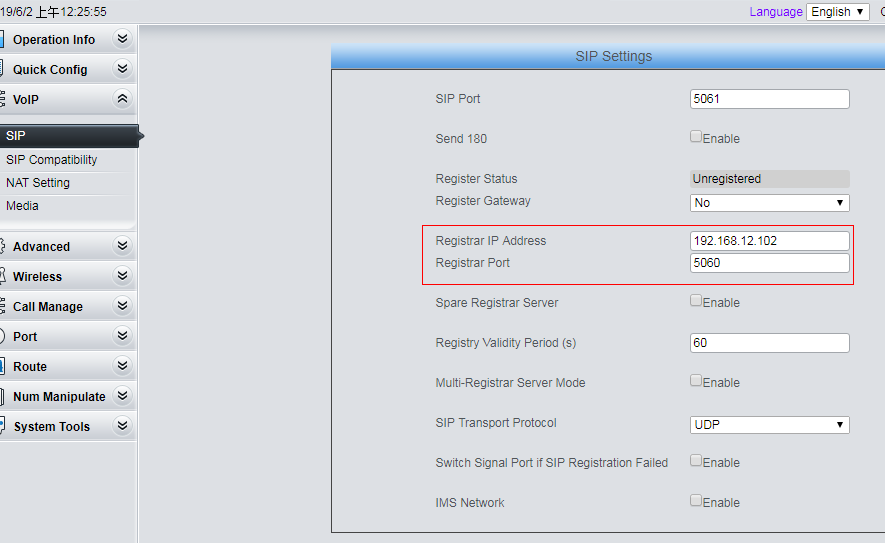 19/6/2 上午12:25:55
Language English
Operation Info
Quick Config
VoIP
SIP
SIP Compatibility
NAT Setting
Media
Advanced
Wireless
Call Manage
Port
Route
Num Manipulate
System Tools
SIP Settings
SIP Port 5061
Send 180 Enable
Register Status Unregistered
Register Gateway No
Registrar IP Address 192.168.12.102
Registrar Port 5060
Spare Registrar Server Enable
Registry Validity Period (s) 60
Multi-Registrar Server Mode Enable
SIP Transport Protocol UDP
Switch Signal Port if SIP Registration Failed Enable
IMS Network Enable